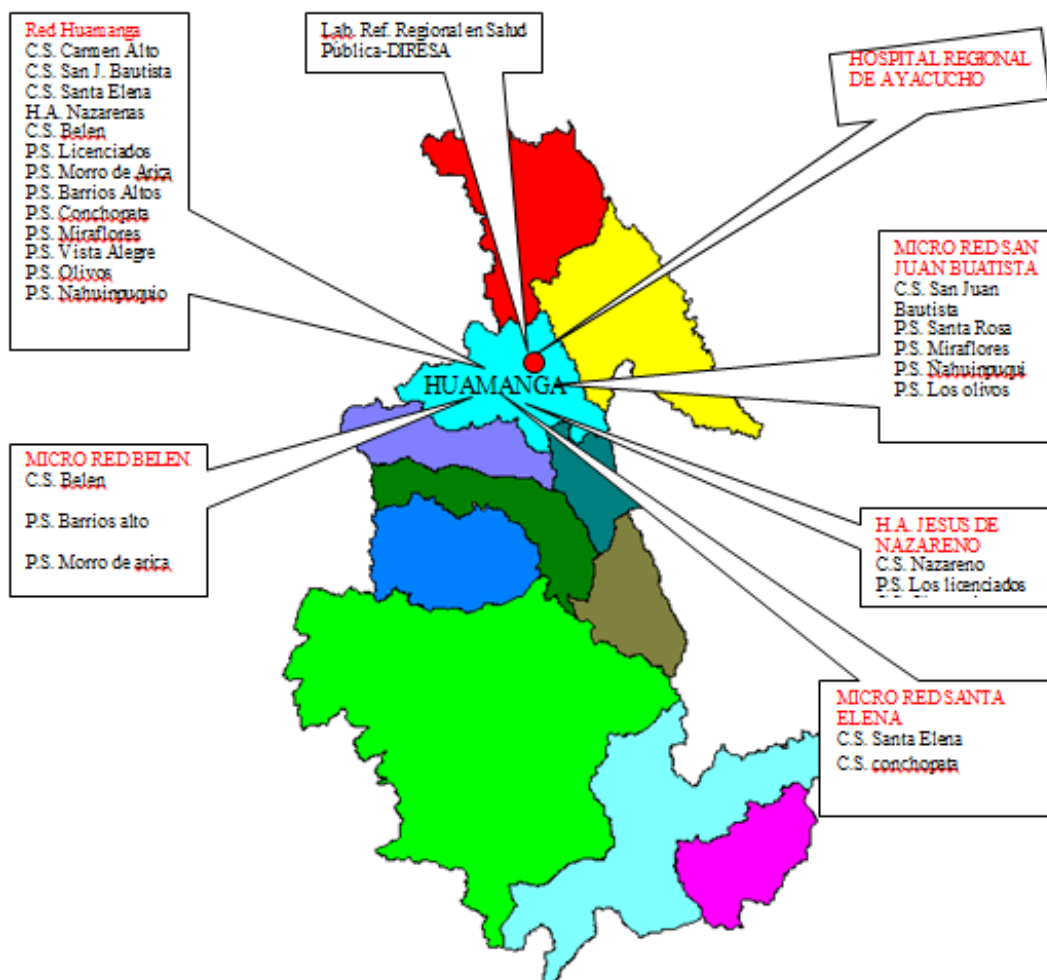 Red Huamanga
C.S. Carmen Alto
C.S. San J. Bautista
C.S. Santa Elena
H.A. Nazarenas
C.S. Belen
P.S. Licenciados
P.S. Morro de Arica
P.S. Barrios Altos
P.S. Conchopata
P.S. Miraflores
P.S. Vista Alegre
P.S. Olivos
P.S. Nahuinpuquio
Lab. Ref. Regional en Salud
Pública-DIRESA
HOSPITAL REGIONAL
DE AYACUCHO
MICRO RED SAN
JUAN BUATISTA
C.S. San Juan
Bautista
P.S. Santa Rosa
P.S. Miraflores
P.S. Ñahuinpuqui
P.S. Los olivos
HUAMANGA
MICRO RED BELEN.
C.S. Belen
P.S. Barrios alto
P.S. Morro de arica
H.A. JESUS DE
NAZARENO
C.S. Nazareno
P.S. Los licenciados
MICRO RED SANTA
ELENA
C.S. Santa Elena
C.S. conchopata